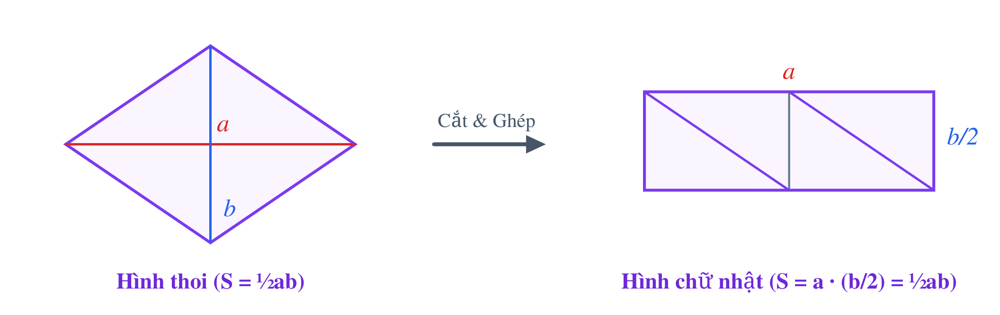 a
b
Hình thoi (S = ½ab)
Cắt & Ghép
a
b/2
Hình chữ nhật (S = a · (b/2) = ½ab)